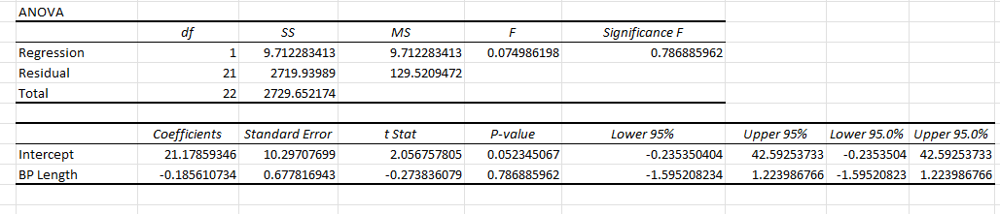 ANOVA
df SS MS F Significance F
Regression 1 9.712283413 9.712283413 0.074986198 0.786885962
Residual 21 2719.93989 129.5209472
Total 22 2729.652174
Coefficients Standard Error t Stat P-value Lower 95% Upper 95% Lower 95.0% Upper 95.0%
Intercept 21.17859346 10.29707699 2.056757805 0.052345067 -0.235350404 42.59253733 -0.2353504 42.59253733
BP Length -0.185610734 0.677816943 -0.273836079 0.786885962 -1.595208234 1.223986766 -1.59520823 1.223986766